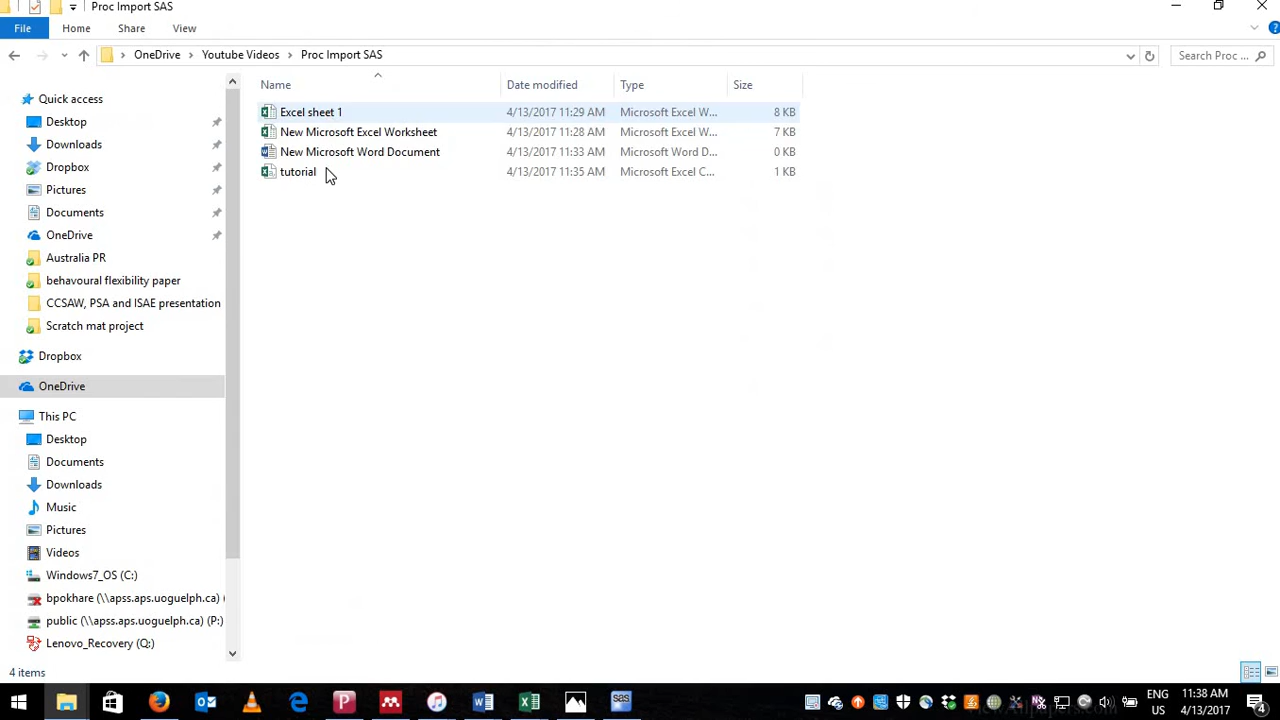 Proc Import SAS
File Home Share View
OneDrive Youtube Videos Proc Import SAS Search Proc ...
Name Date modified Type Size
Quick access
Desktop
Downloads
Dropbox
Pictures
Documents
OneDrive
Australia PR
behavoural flexibility paper
CCSAW, PSA and ISAE presentation
Scratch mat project
Dropbox
OneDrive
This PC
Desktop
Documents
Downloads
Music
Pictures
Videos
Windows7_OS (C:)
bpokhare (\\apss.aps.uoguelph.ca) (
public (\\apss.aps.uoguelph.ca) (P:)
Lenovo_Recovery (Q:)
Excel sheet 1 4/13/2017 11:29 AM Microsoft Excel W... 8 KB
New Microsoft Excel Worksheet 4/13/2017 11:28 AM Microsoft Excel W... 7 KB
New Microsoft Word Document 4/13/2017 11:33 AM Microsoft Word D... 0 KB
tutorial 4/13/2017 11:35 AM Microsoft Excel C... 1 KB
4 items
ENG 11:38 AM
US 4/13/2017 4